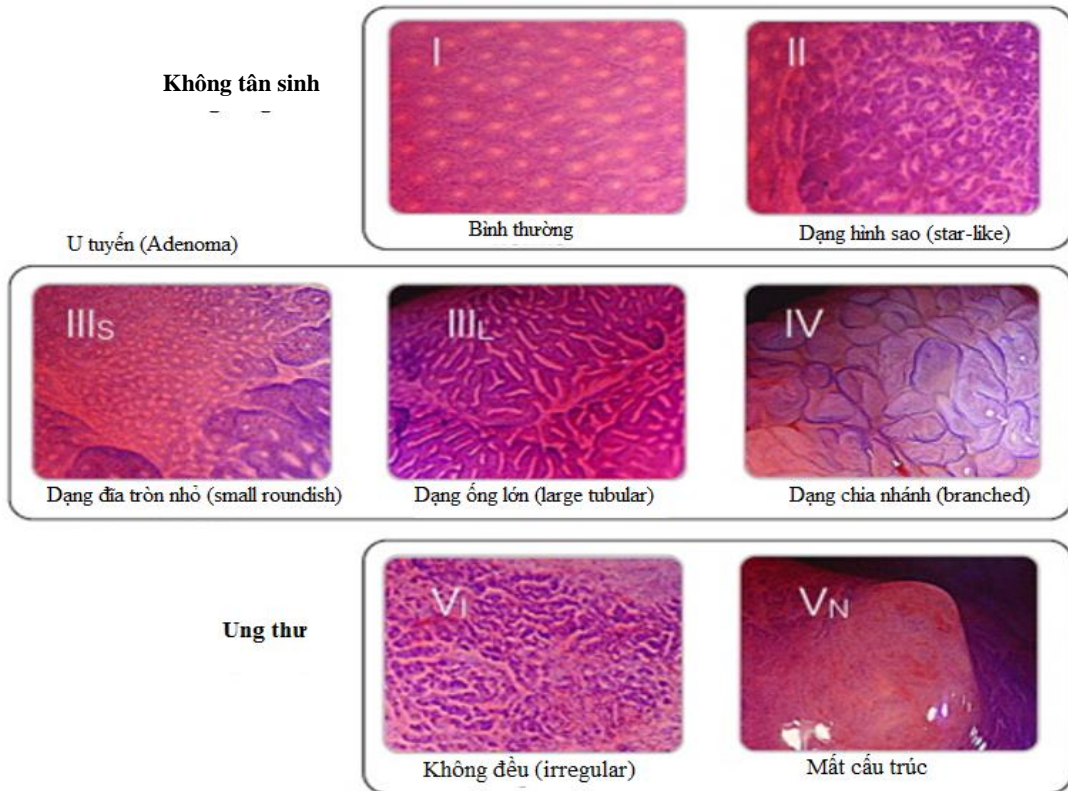 Không tân sinh
I
II
Bình thường
Dạng hình sao (star-like)
U tuyến (Adenoma)
IIIS
IIIL
IV
Dạng đĩa tròn nhỏ (small roundish)
Dạng ống lớn (large tubular)
Dạng chia nhánh (branched)
Ung thư
VI
VN
Không đều (irregular)
Mất cấu trúc